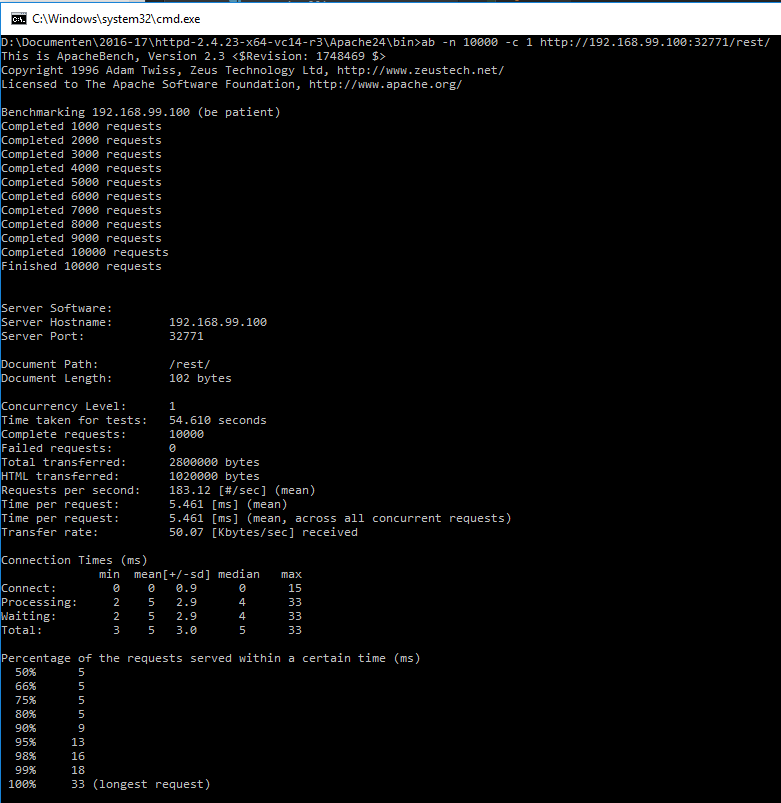 C:\Windows\system32\cmd.exe
D:\Documenten\2016-17\httpd-2.4.23-x64-vc14-r3\Apache24\bin>ab -n 10000 -c 1 http://192.168.99.100:32771/rest/
This is ApacheBench, Version 2.3 <$Revision: 1748469 $>
Copyright 1996 Adam Twiss, Zeus Technology Ltd, http://www.zeustech.net/
Licensed to The Apache Software Foundation, http://www.apache.org/

Benchmarking 192.168.99.100 (be patient)
Completed 1000 requests
Completed 2000 requests
Completed 3000 requests
Completed 4000 requests
Completed 5000 requests
Completed 6000 requests
Completed 7000 requests
Completed 8000 requests
Completed 9000 requests
Completed 10000 requests
Finished 10000 requests


Server Software:
Server Hostname:        192.168.99.100
Server Port:            32771

Document Path:          /rest/
Document Length:        102 bytes

Concurrency Level:      1
Time taken for tests:   54.610 seconds
Complete requests:      10000
Failed requests:        0
Total transferred:      2800000 bytes
HTML transferred:       1020000 bytes
Requests per second:    183.12 [#/sec] (mean)
Time per request:       5.461 [ms] (mean)
Time per request:       5.461 [ms] (mean, across all concurrent requests)
Transfer rate:          50.07 [Kbytes/sec] received

Connection Times (ms)
              min  mean[+/-sd] median   max
Connect:        0    0   0.9      0      15
Processing:     2    5   2.9      4      33
Waiting:        2    5   2.9      4      33
Total:          3    5   3.0      5      33

Percentage of the requests served within a certain time (ms)
  50%      5
  66%      5
  75%      5
  80%      5
  90%      9
  95%     13
  98%     16
  99%     18
 100%     33 (longest request)